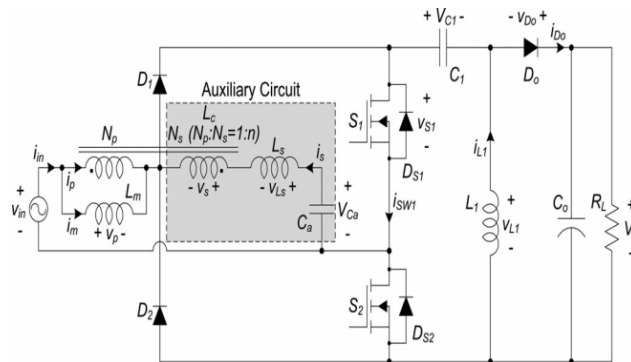 + V_C1 -
- v_Do +
i_Do
D_1
C_1
D_o
Auxiliary Circuit
L_c
N_p
N_s (N_p:N_s=1:n)
L_s
S_1
+
v_S1
-
D_S1
i_in
i_p
i_s
i_L1
- v_s +
- v_Ls +
L_m
+
v_in
-
i_m
+ v_p -
C_a
+
V_Ca
-
i_SW1
L_1
+
v_L1
-
C_o
R_L
+
V
-
D_2
S_2
D_S2